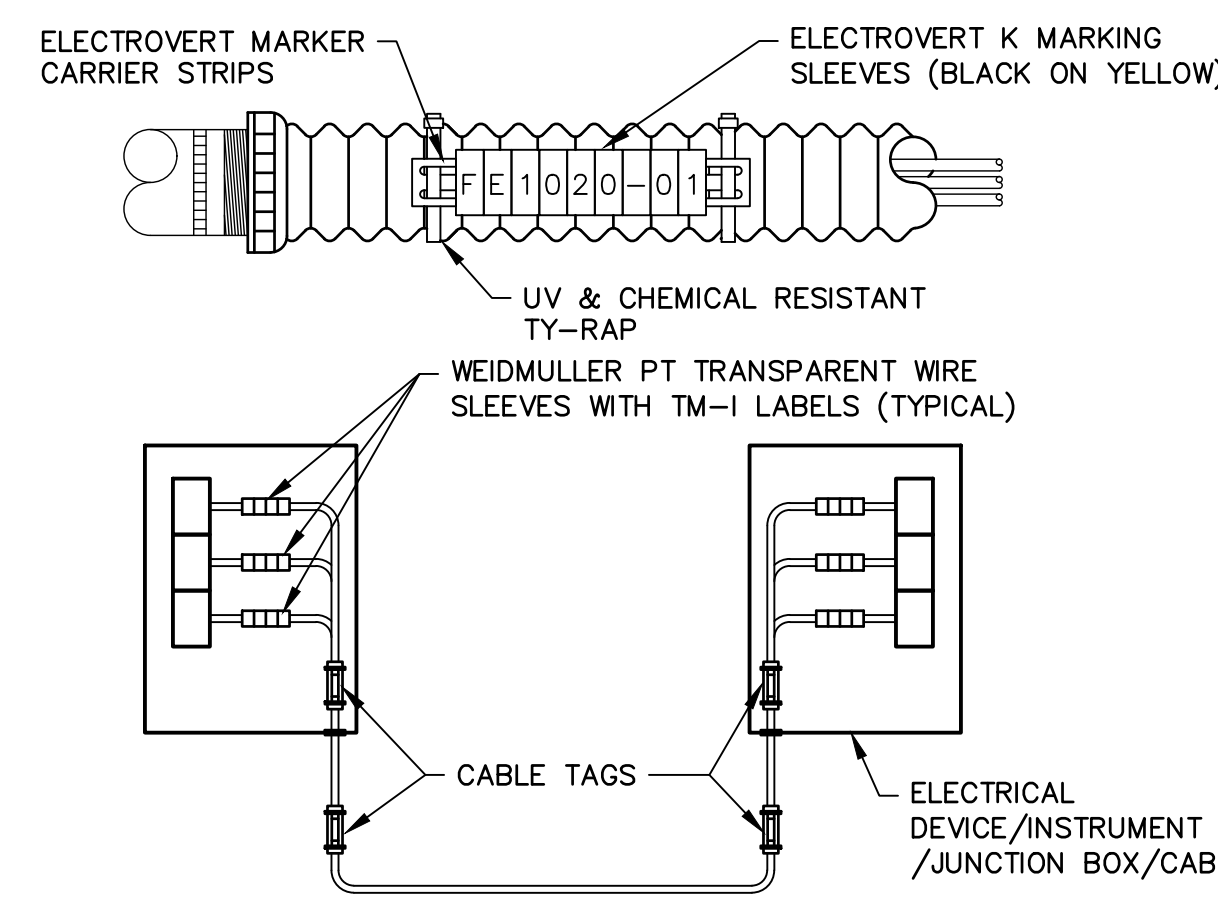 ELECTROVERT MARKER
CARRIER STRIPS
ELECTROVERT K MARKING
SLEEVES (BLACK ON YELLOW)
FE1020-01
UV & CHEMICAL RESISTANT
TY-RAP
WEIDMULLER PT TRANSPARENT WIRE
SLEEVES WITH TM-I LABELS (TYPICAL)
CABLE TAGS
ELECTRICAL
DEVICE/INSTRUMENT
/JUNCTION BOX/CAB